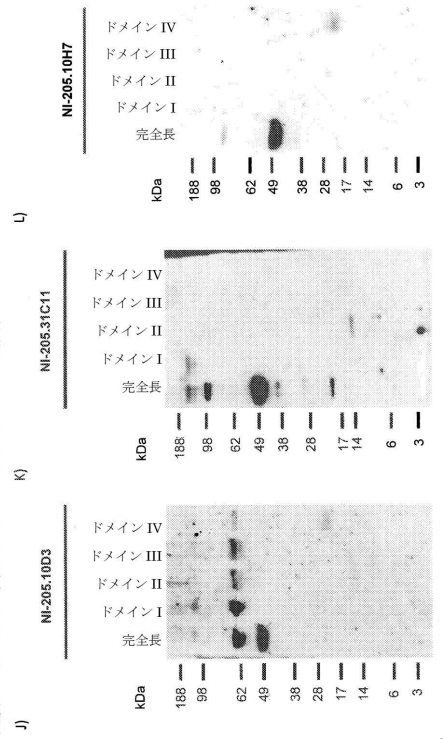 J)
NI-205.10D3
kDa
188
98
62
49
38
28
17
14
6
3
完全長
ドメイン I
ドメイン II
ドメイン III
ドメイン IV
K)
NI-205.31C11
kDa
188
98
62
49
38
28
17
14
6
3
完全長
ドメイン I
ドメイン II
ドメイン III
ドメイン IV
L)
NI-205.10H7
kDa
188
98
62
49
38
28
17
14
6
3
完全長
ドメイン I
ドメイン II
ドメイン III
ドメイン IV